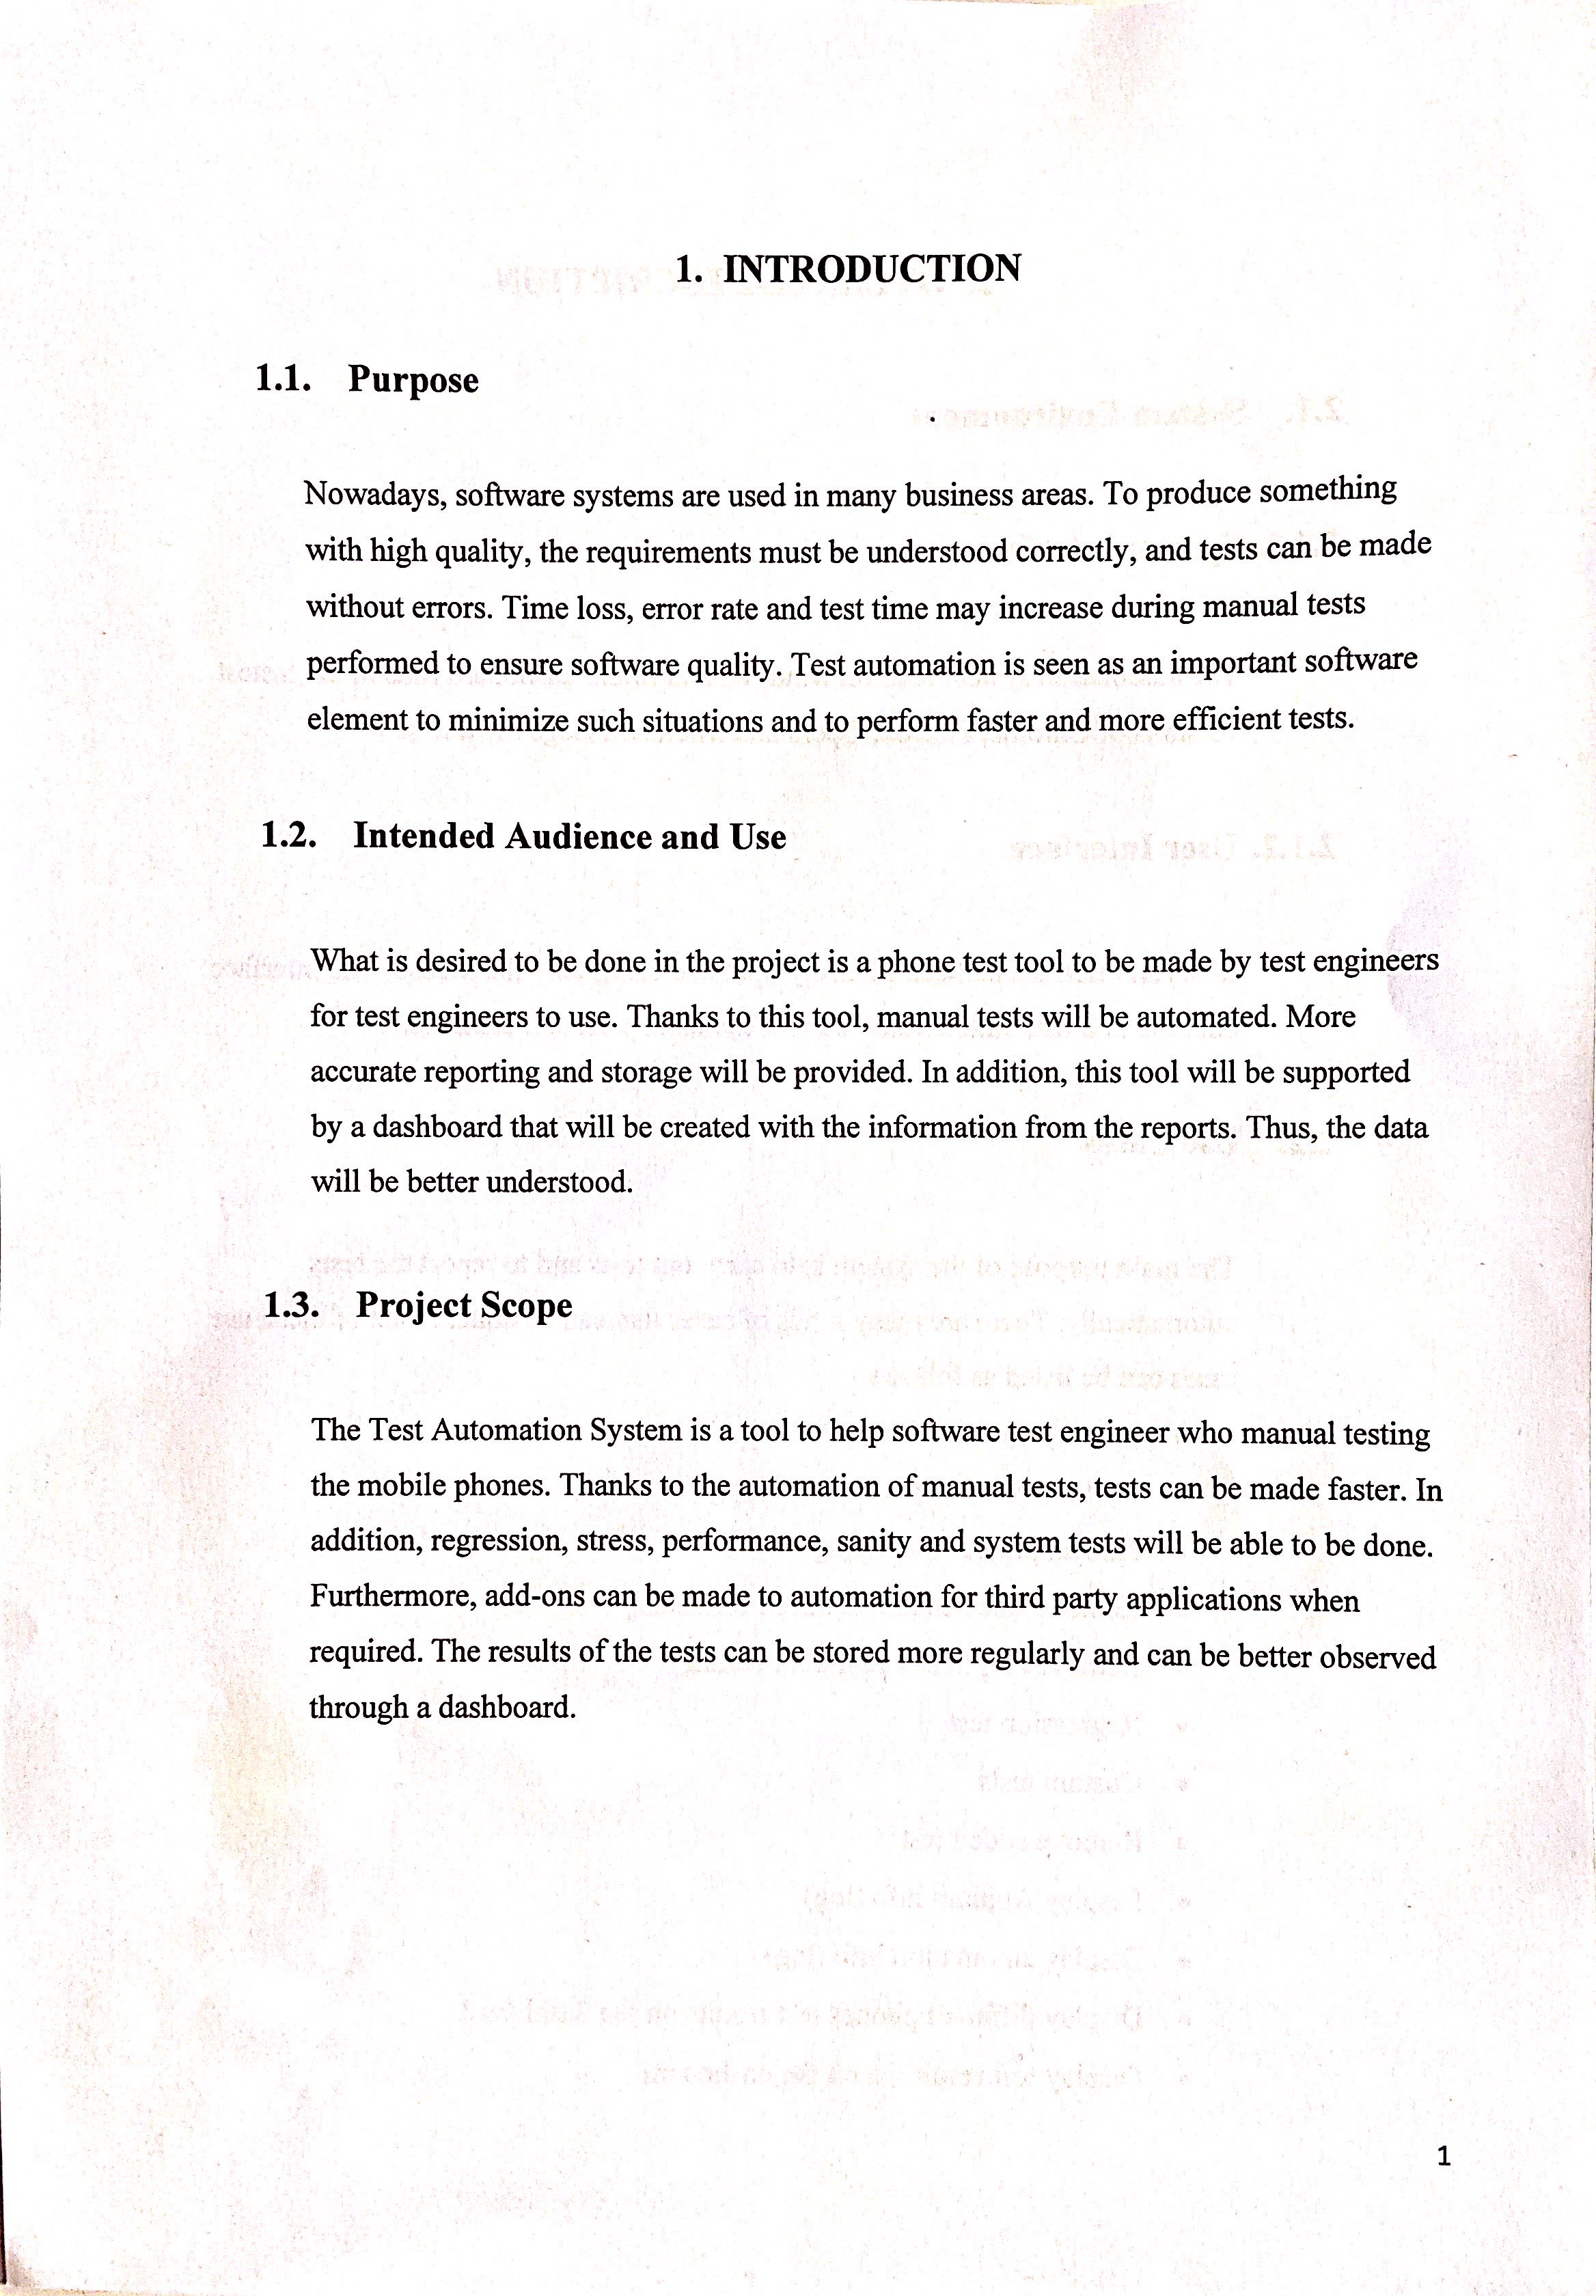 1. INTRODUCTION
1.1. Purpose
Nowadays, software systems are used in many business areas. To produce something
with high quality, the requirements must be understood correctly, and tests can be made
without errors. Time loss, error rate and test time may increase during manual tests
performed to ensure software quality. Test automation is seen as an important software
element to minimize such situations and to perform faster and more efficient tests.
1.2. Intended Audience and Use
What is desired to be done in the project is a phone test tool to be made by test engineers
for test engineers to use. Thanks to this tool, manual tests will be automated. More
accurate reporting and storage will be provided. In addition, this tool will be supported
by a dashboard that will be created with the information from the reports. Thus, the data
will be better understood.
1.3. Project Scope
The Test Automation System is a tool to help software test engineer who manual testing
the mobile phones. Thanks to the automation of manual tests, tests can be made faster. In
addition, regression, stress, performance, sanity and system tests will be able to be done.
Furthermore, add-ons can be made to automation for third party applications when
required. The results of the tests can be stored more regularly and can be better observed
through a dashboard.
1